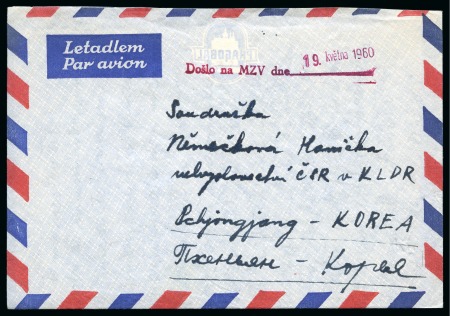 Letadlem
Par avion
Došlo na MZV dne 19. května 1960
Soudružka
Němečková Hanička
velvyslanectví ČSR v KLDR
Pchjongjang - KOREA
Пхеньян - Корея